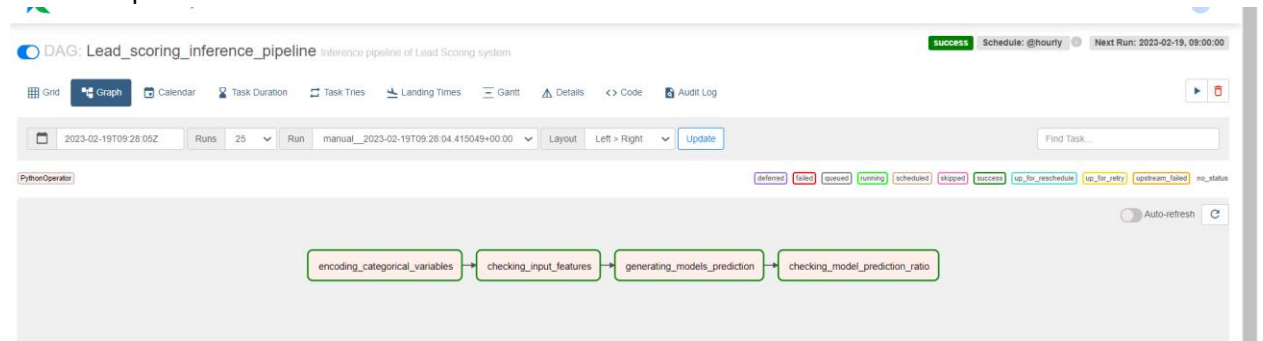 DAG: Lead_scoring_inference_pipeline Inference pipeline of Lead Scoring system
success Schedule: @hourly Next Run: 2023-02-19, 09:00:00
Grid Graph Calendar Task Duration Task Tries Landing Times Gantt Details <> Code Audit Log
2023-02-19T09:28:05Z Runs 25 Run manual__2023-02-19T09:28:04.415049+00:00 Layout Left > Right Update Find Task...
PythonOperator deferred failed queued running scheduled skipped success up_for_reschedule up_for_retry upstream_failed no_status
Auto-refresh
encoding_categorical_variables checking_input_features generating_models_prediction checking_model_prediction_ratio